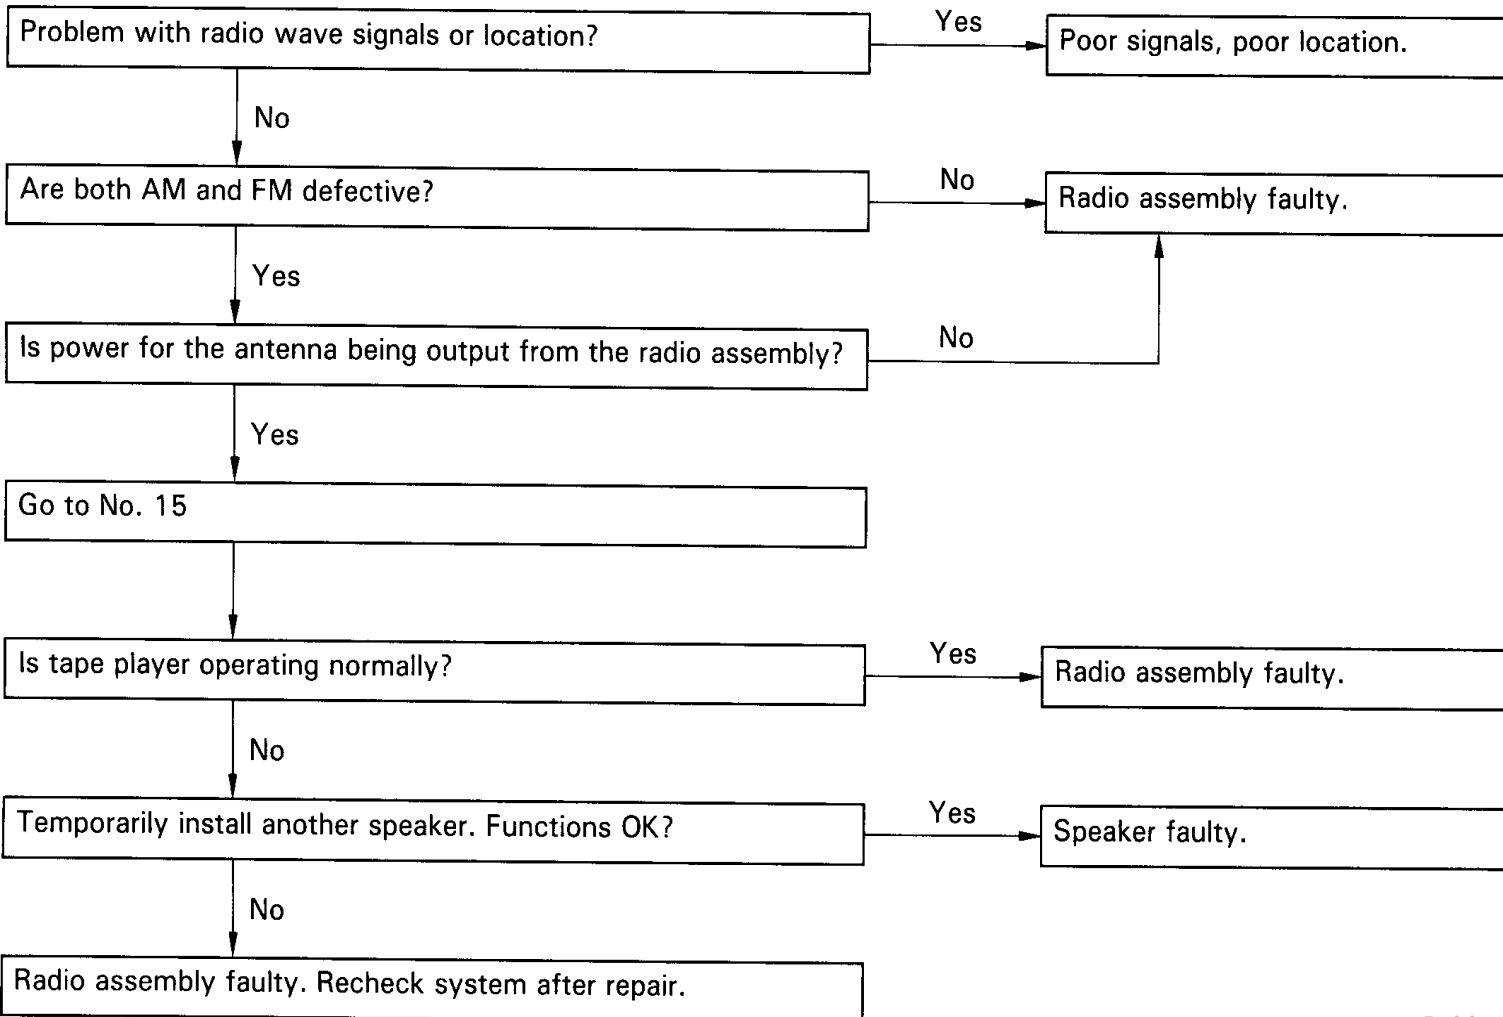 Problem with radio wave signals or location?
Yes
Poor signals, poor location.
No
Are both AM and FM defective?
No
Radio assembly faulty.
Yes
Is power for the antenna being output from the radio assembly?
No
Yes
Go to No. 15
Is tape player operating normally?
Yes
Radio assembly faulty.
No
Temporarily install another speaker. Functions OK?
Yes
Speaker faulty.
No
Radio assembly faulty. Recheck system after repair.